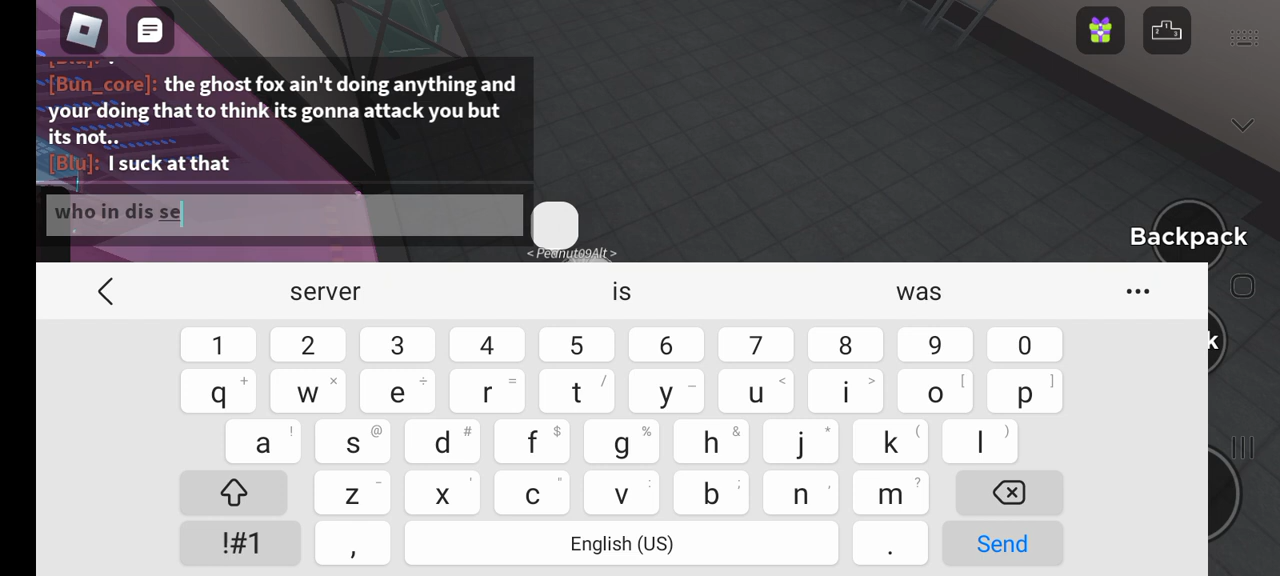 [Blu]: .
[Bun_core]: the ghost fox ain't doing anything and
your doing that to think its gonna attack you but
its not..
[Blu]: I suck at that
who in dis se
< Peanut09Alt >
Backpack
k
server is was
1 2 3 4 5 6 7 8 9 0
q + w × e ÷ r = t / y _ u < i > o [ p ]
a ! s @ d # f $ g % h & j * k ( l )
z - x ' c " v : b ; n , m ?
!#1 , English (US) . Send